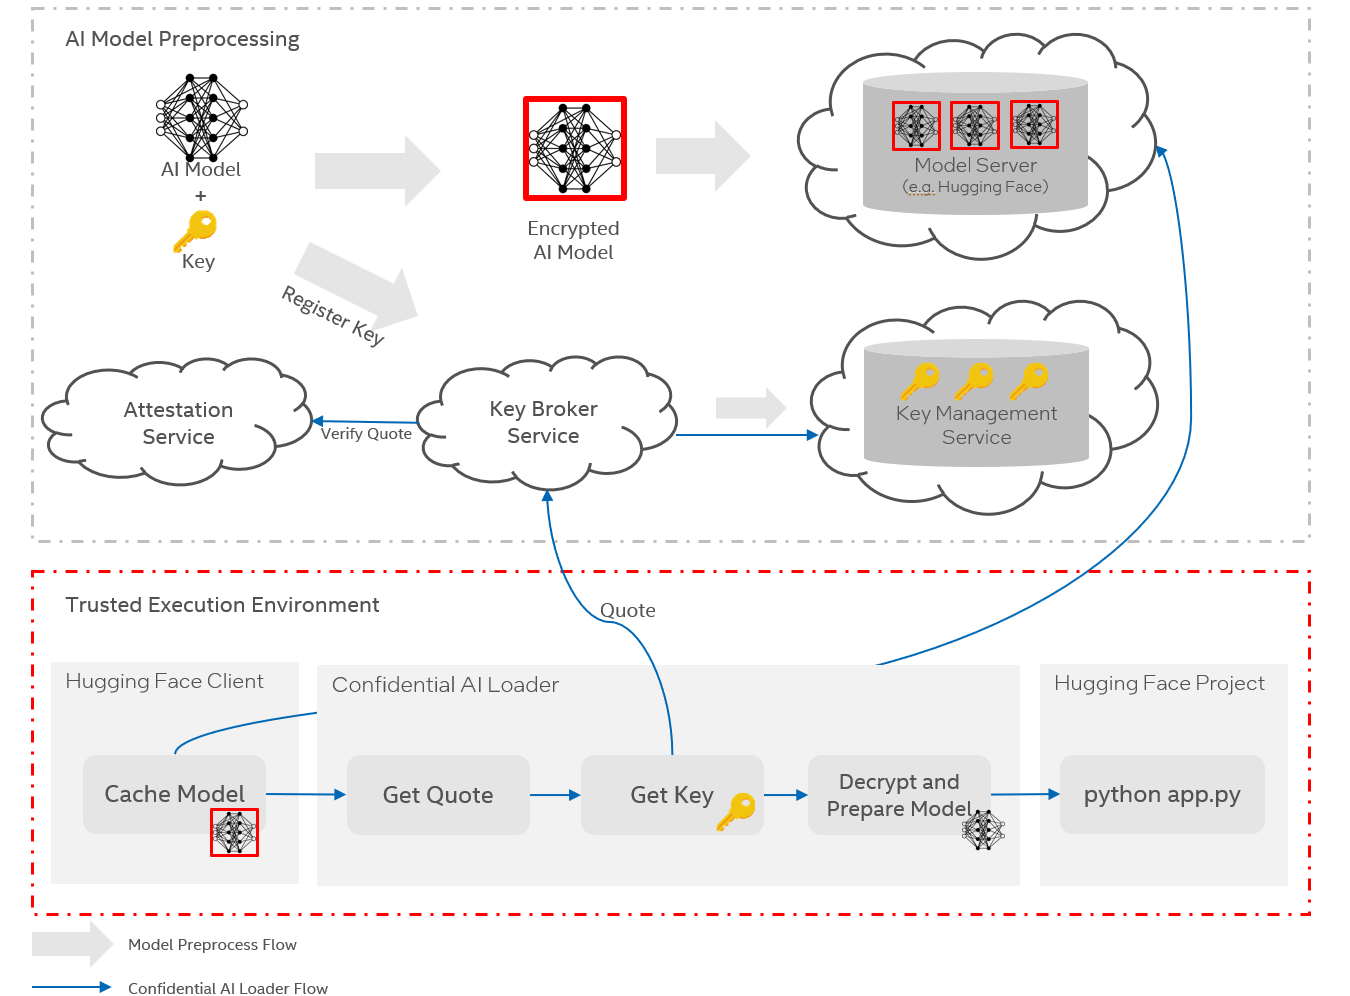 AI Model Preprocessing
AI Model
+
Key
Encrypted
AI Model
Model Server
(e.g. Hugging Face)
Register Key
Attestation
Service
Verify Quote
Key Broker
Service
Key Management
Service
Trusted Execution Environment
Quote
Hugging Face Client
Confidential AI Loader
Hugging Face Project
Cache Model
Get Quote
Get Key
Decrypt and
Prepare Model
python app.py
Model Preprocess Flow
Confidential AI Loader Flow